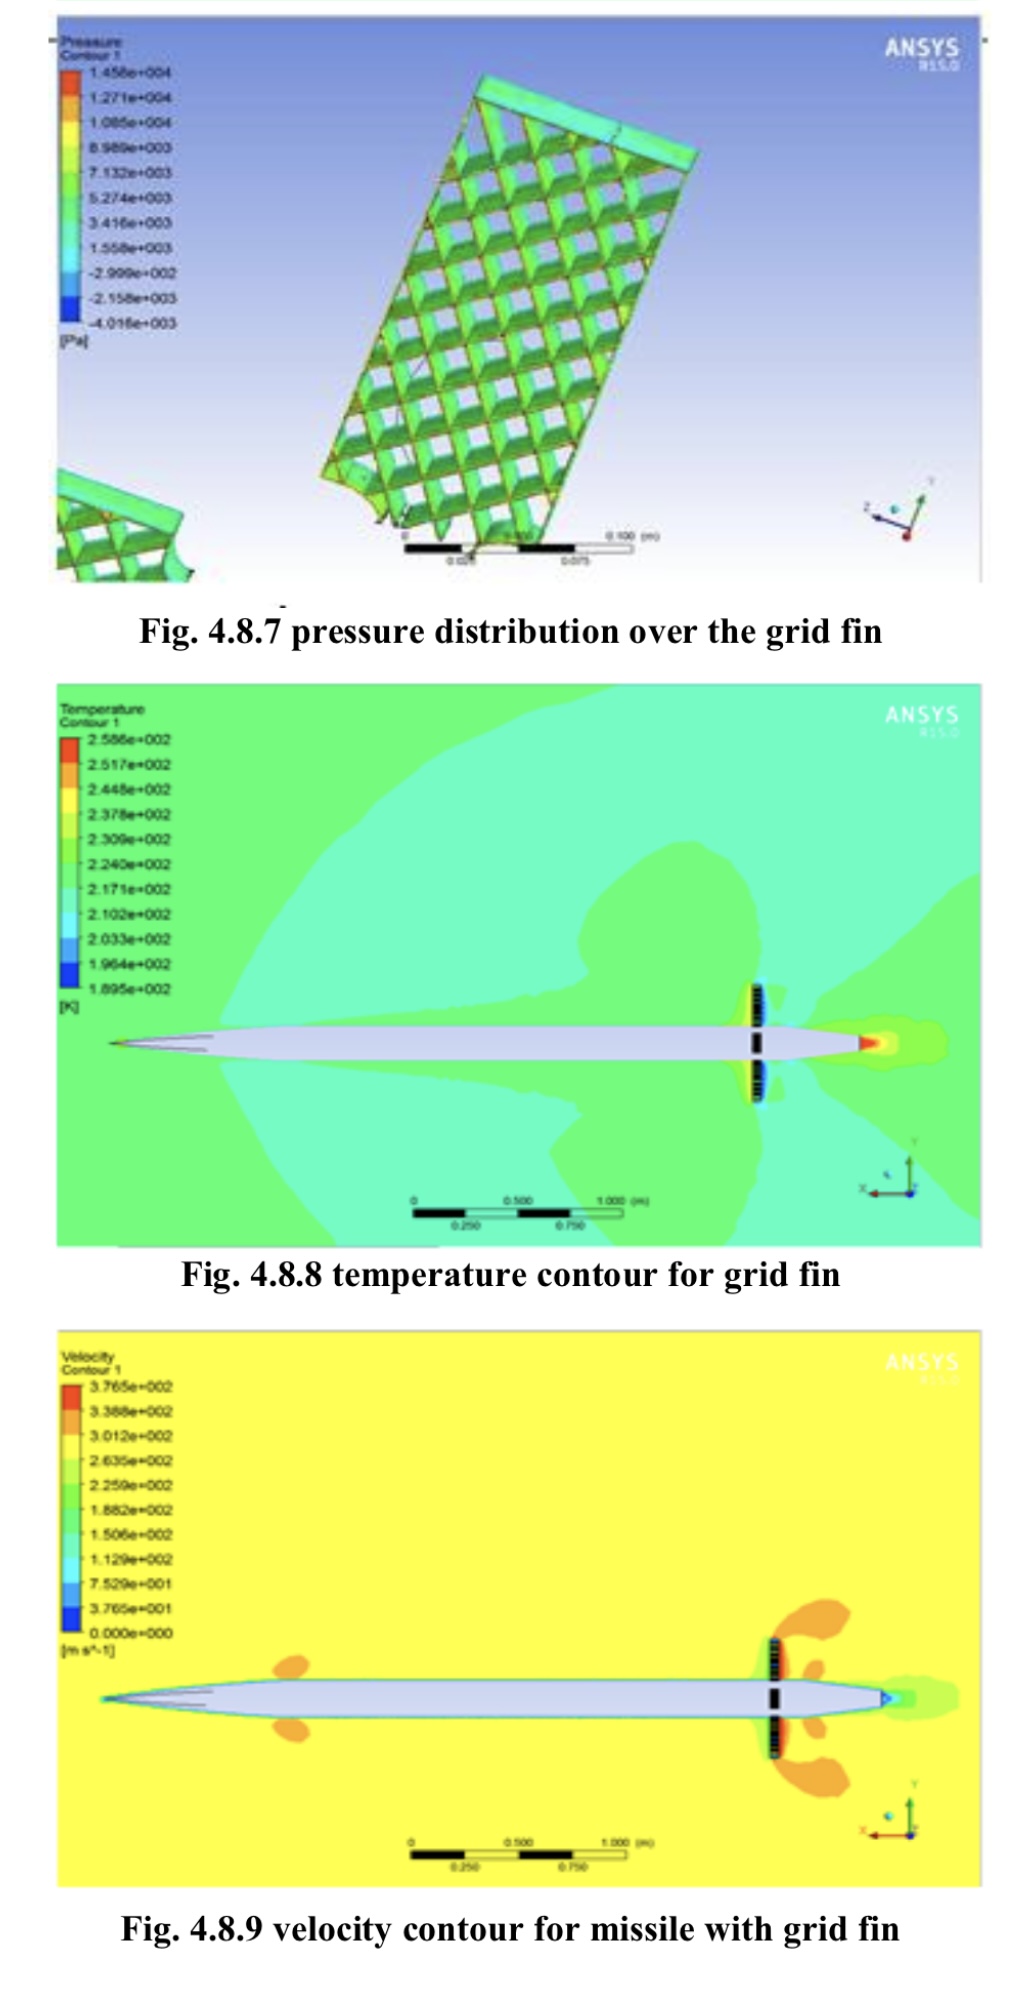 Pressure
Contour 1
ANSYS
R15.0
1.456e+004
1.271e+004
1.085e+004
8.989e+003
7.132e+003
5.274e+003
3.416e+003
1.558e+003
-2.999e+002
-2.158e+003
-4.016e+003
[Pa]
Z
Y
0
0.100 (m)
0.025
0.075
Fig. 4.8.7 pressure distribution over the grid fin
Temperature
Contour 1
ANSYS
R15.0
2.586e+002
2.517e+002
2.448e+002
2.378e+002
2.309e+002
2.240e+002
2.171e+002
2.102e+002
2.033e+002
1.964e+002
1.895e+002
[K]
Y
X
Z
0
0.500
1.000 (m)
0.250
0.750
Fig. 4.8.8 temperature contour for grid fin
Velocity
Contour 1
ANSYS
R15.0
3.765e+002
3.388e+002
3.012e+002
2.635e+002
2.259e+002
1.882e+002
1.506e+002
1.129e+002
7.529e+001
3.765e+001
0.000e+000
[m s^-1]
Y
X
Z
0
0.500
1.000 (m)
0.250
0.750
Fig. 4.8.9 velocity contour for missile with grid fin